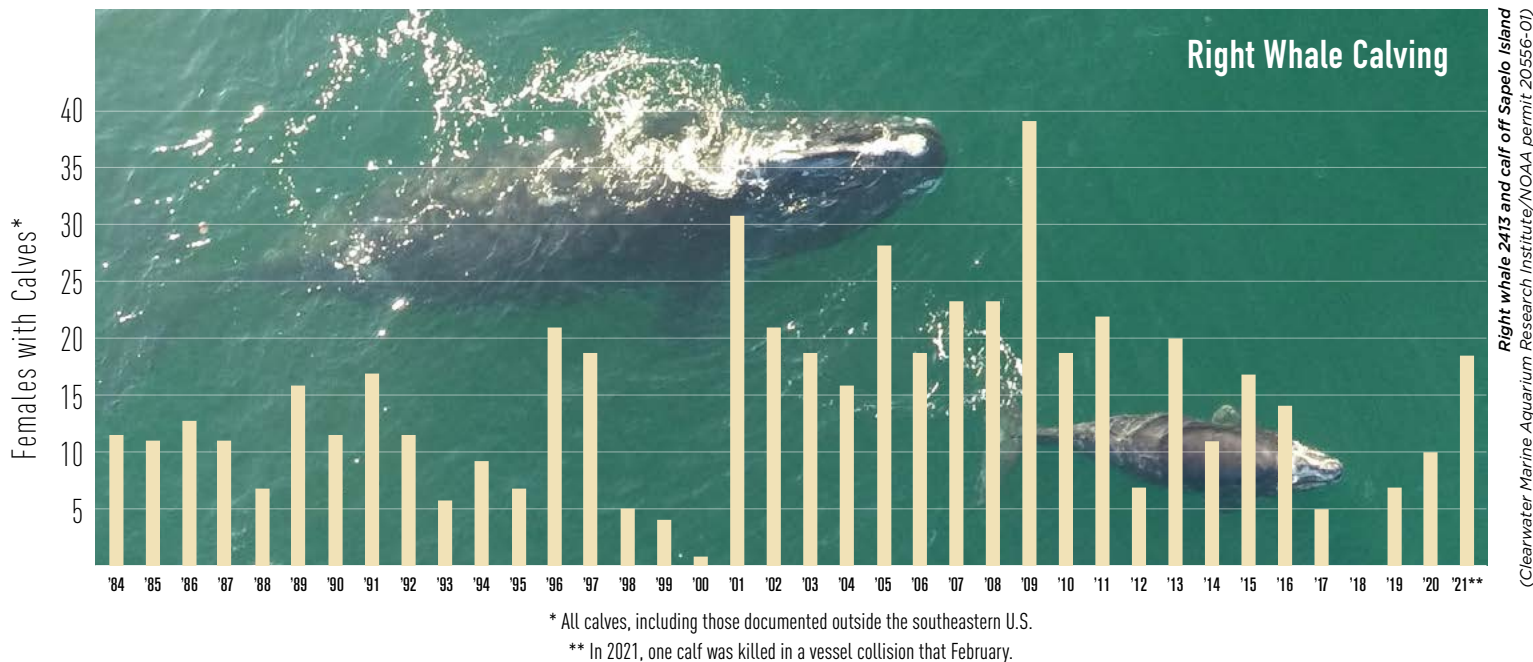 Right Whale Calving
Females with Calves*
40
35
30
25
20
15
10
5
'84 '85 '86 '87 '88 '89 '90 '91 '92 '93 '94 '95 '96 '97 '98 '99 '00 '01 '02 '03 '04 '05 '06 '07 '08 '09 '10 '11 '12 '13 '14 '15 '16 '17 '18 '19 '20 '21**
* All calves, including those documented outside the southeastern U.S.
** In 2021, one calf was killed in a vessel collision that February.
Right whale 2413 and calf off Sapelo Island
(Clearwater Marine Aquarium Research Institute/NOAA permit 20556-01)